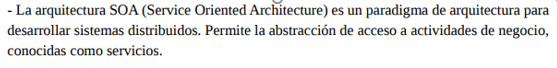 - La arquitectura SOA (Service Oriented Architecture) es un paradigma de arquitectura para
desarrollar sistemas distribuidos. Permite la abstracción de acceso a actividades de negocio,
conocidas como servicios.